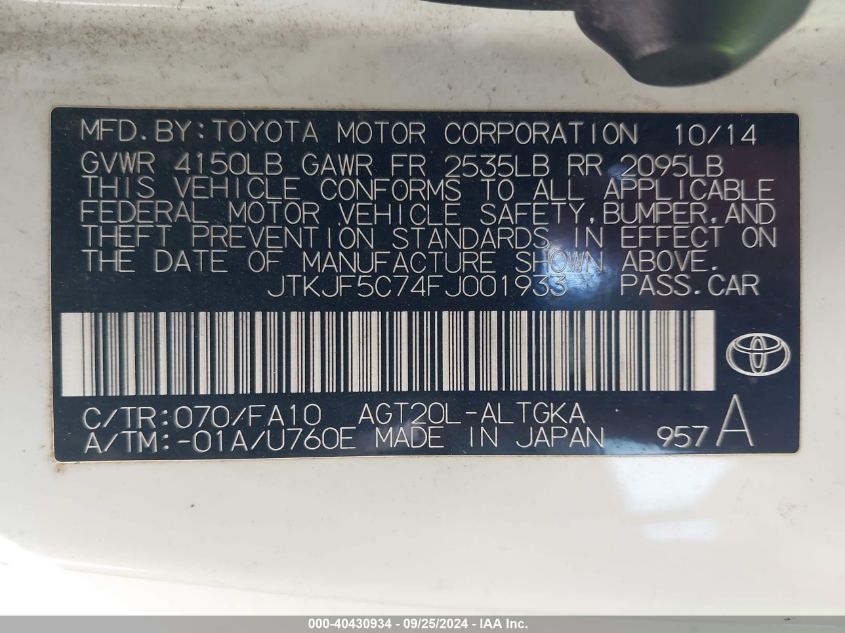 MFD. BY: TOYOTA MOTOR CORPORATION 10/14
GVWR 4150LB GAWR FR 2535LB RR 2095LB
THIS VEHICLE CONFORMS TO ALL APPLICABLE
FEDERAL MOTOR VEHICLE SAFETY, BUMPER, AND
THEFT PREVENTION STANDARDS IN EFFECT ON
THE DATE OF MANUFACTURE SHOWN ABOVE.
JTKJF5C74FJ001933 PASS.CAR
C/TR:070/FA10 AGT20L-ALTGKA
A/TM:-01A/U760E MADE IN JAPAN 957A
000-40430934 - 09/25/2024 - IAA Inc.